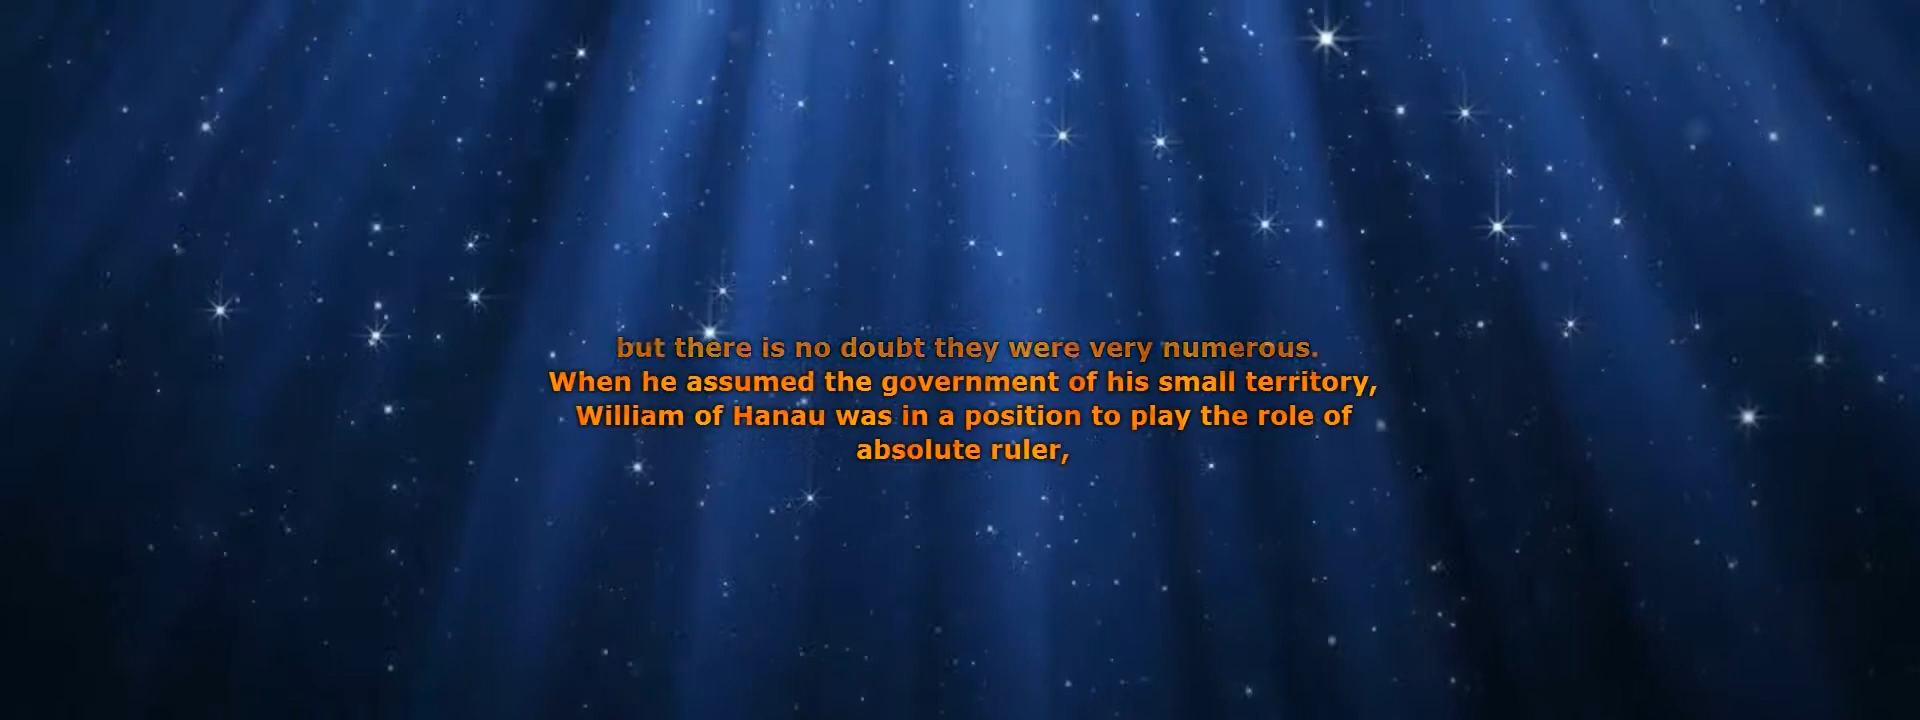 but there is no doubt they were very numerous.
When he assumed the government of his small territory,
William of Hanau was in a position to play the role of
absolute ruler,